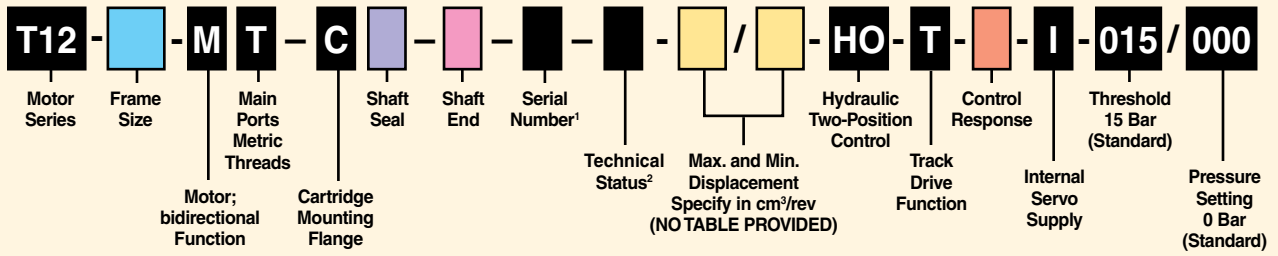 T12 - - M T – C – – – - / - HO - T - - I - 015 / 000
Motor
Series
Frame
Size
Motor;
bidirectional
Function
Main
Ports
Metric
Threads
Cartridge
Mounting
Flange
Shaft
Seal
Shaft
End
Serial
Number¹
Technical
Status²
Max. and Min.
Displacement
Specify in cm³/rev
(NO TABLE PROVIDED)
Hydraulic
Two-Position
Control
Track
Drive
Function
Control
Response
Internal
Servo
Supply
Threshold
15 Bar
(Standard)
Pressure
Setting
0 Bar
(Standard)